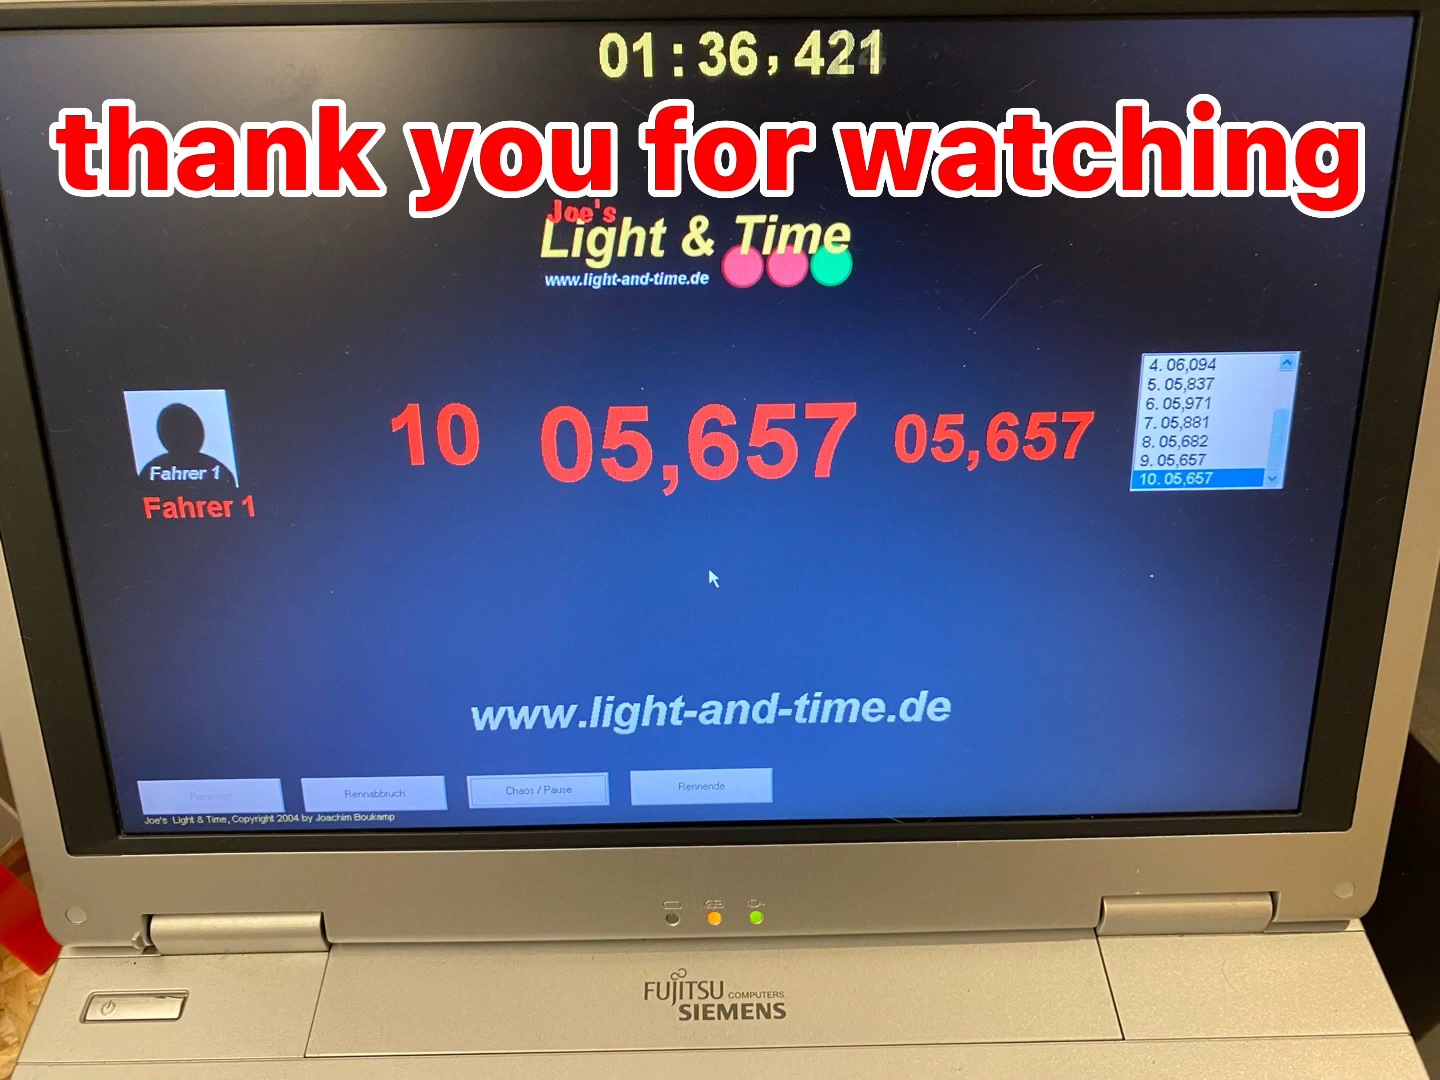 01:36,421
thank you for watching
Joe's
Light & Time
www.light-and-time.de
Fahrer 1
Fahrer 1
10 05,657 05,657
4. 06,094
5. 05,837
6. 05,971
7. 05,881
8. 05,682
9. 05,657
10. 05,657
www.light-and-time.de
Rennabbruch
Chaos / Pause
Rennende
Joe's Light & Time, Copyright 2004 by Joachim Boukamp
FUJITSU COMPUTERS
SIEMENS